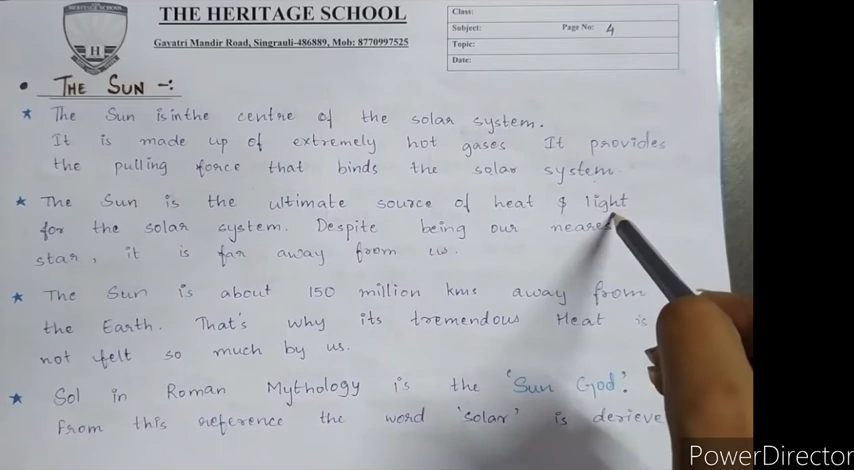 THE HERITAGE SCHOOL
Gayatri Mandir Road, Singrauli-486889, Mob: 8770997525
Class:
Subject: Page No: 4
Topic:
Date:
H
• THE SUN -:
★ The Sun is in the centre of the solar system.
It is made up of extremely hot gases It provides
the pulling force that binds the solar system
★ The Sun is the ultimate source of heat & light
for the solar system. Despite being our neares
star, it is far away from us.
★ The Sun is about 150 million kms away from
the Earth. That's why its tremendous Heat is
not felt so much by us.
★ Sol in Roman Mythology is the 'Sun God'.
From this reference the word 'solar' is derieve
PowerDirector